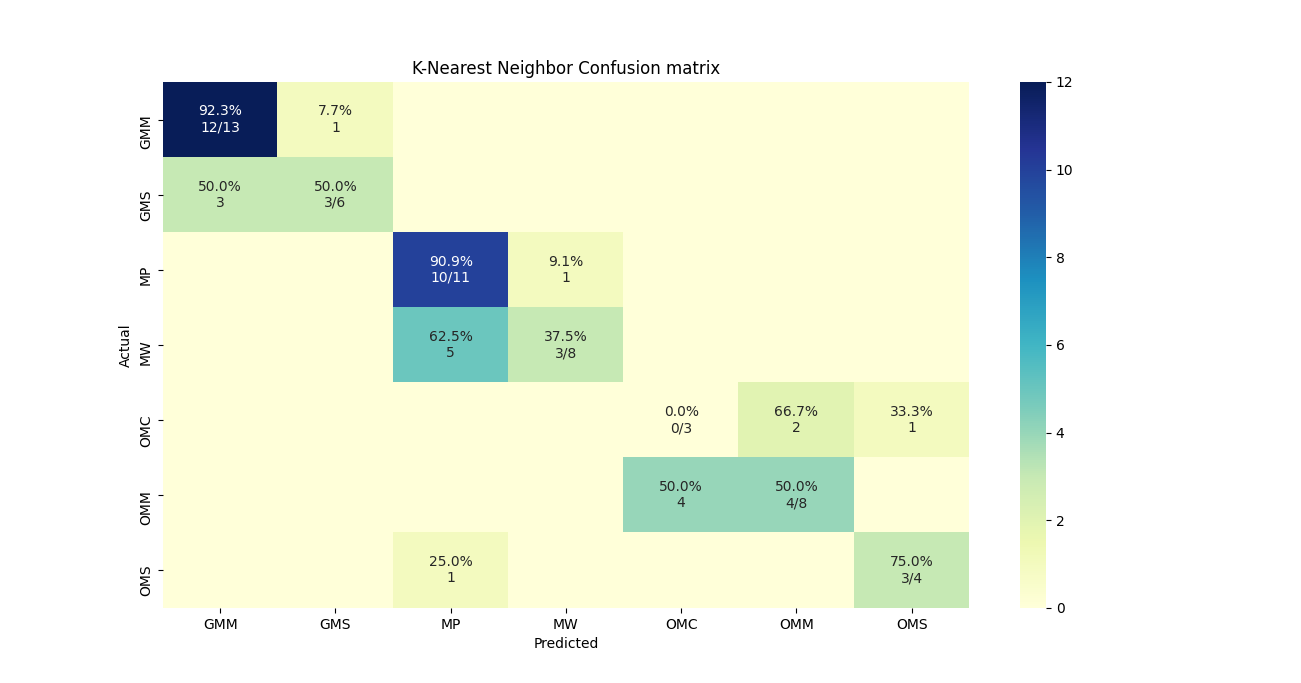 K-Nearest Neighbor Confusion matrix
92.3%
12/13
7.7%
1
50.0%
3
50.0%
3/6
90.9%
10/11
9.1%
1
62.5%
5
37.5%
3/8
0.0%
0/3
66.7%
2
33.3%
1
50.0%
4
50.0%
4/8
25.0%
1
75.0%
3/4
GMM
GMS
MP
MW
OMC
OMM
OMS
Actual
GMM
GMS
MP
MW
OMC
OMM
OMS
Predicted
12
10
8
6
4
2
0